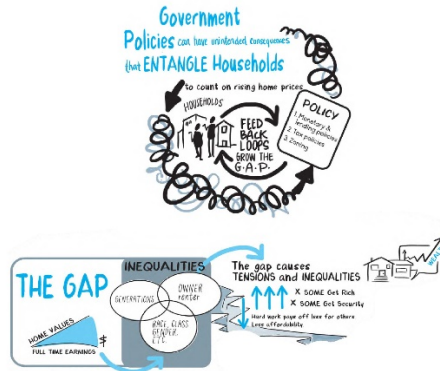 Government
Policies can have unintended consequences
that ENTANGLE Households
to count on rising home prices
HOUSEHOLDS
FEED
BACK
LOOPS
GROW THE
G.A.P.
POLICY
1. Monetary &
lending policies
2. Tax policies
3. Zoning
THE GAP
HOME VALUES
FULL TIME EARNINGS
$
INEQUALITIES
GENERATIONS
OWNER
renter
RACE, CLASS
GENDER,
ETC.
The gap causes
TENSIONS and INEQUALITIES
X SOME Get Rich
X SOME Get Security
Hard work pays off less for others
Less affordability